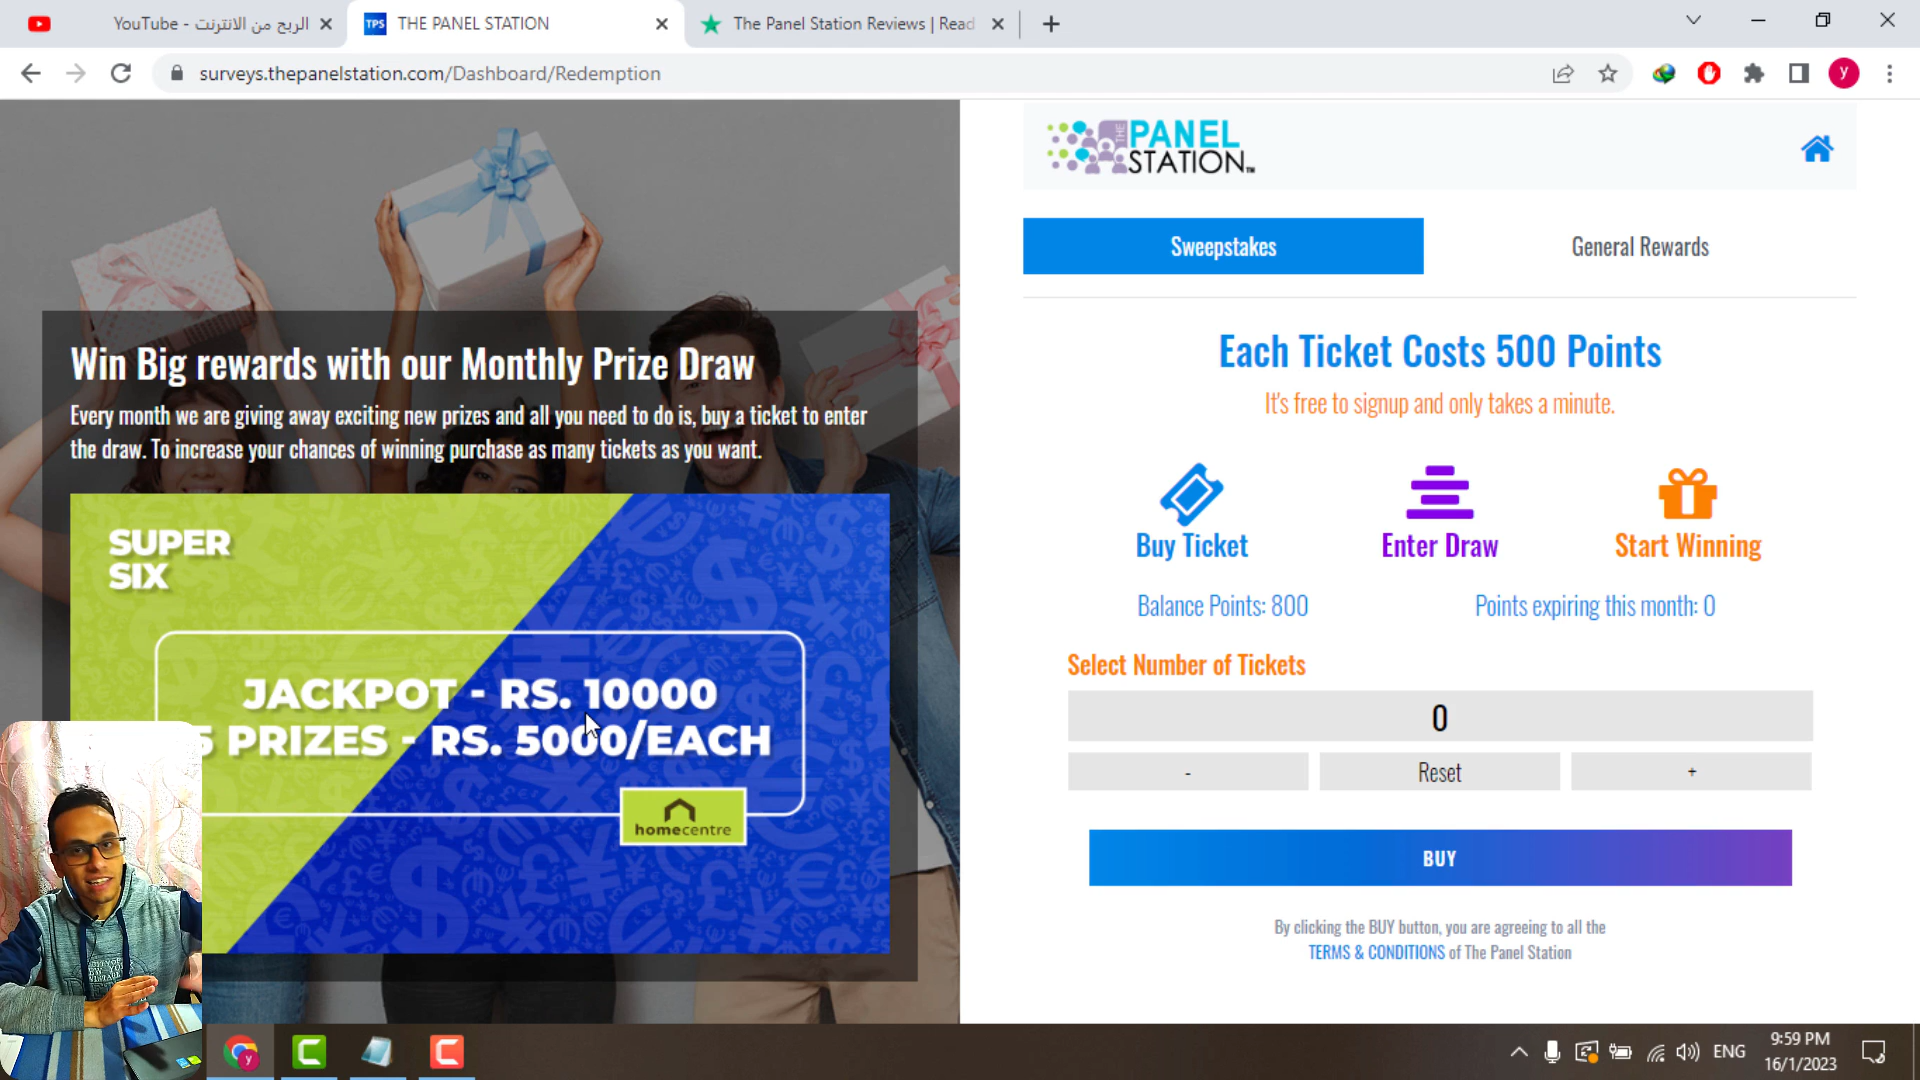 YouTube - الربح من الانترنت
TPS THE PANEL STATION
The Panel Station Reviews | Read
surveys.thepanelstation.com/Dashboard/Redemption
y
THE PANEL
STATION™
Sweepstakes
General Rewards
Win Big rewards with our Monthly Prize Draw
Every month we are giving away exciting new prizes and all you need to do is, buy a ticket to enter
the draw. To increase your chances of winning purchase as many tickets as you want.
SUPER
SIX
JACKPOT - RS. 10000
5 PRIZES - RS. 5000/EACH
homecentre
Each Ticket Costs 500 Points
It's free to signup and only takes a minute.
Buy Ticket
Enter Draw
Start Winning
Balance Points: 800
Points expiring this month: 0
Select Number of Tickets
0
-
Reset
+
BUY
By clicking the BUY button, you are agreeing to all the
TERMS & CONDITIONS of The Panel Station
y
ENG
9:59 PM
16/1/2023